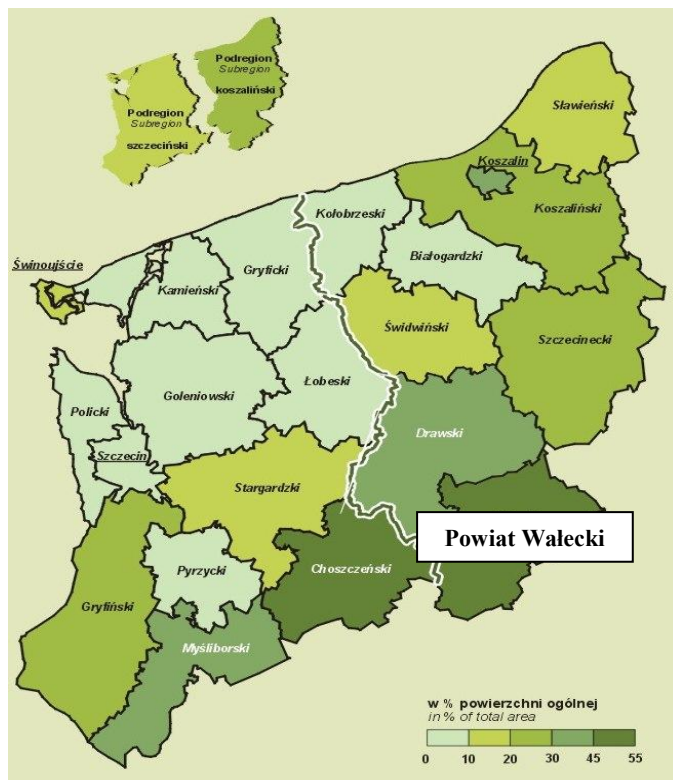 Podregion
Subregion
koszaliński
Podregion
Subregion
szczeciński
Sławieński
Koszalin
Koszaliński
Kołobrzeski
Białogardzki
Świnoujście
Kamieński
Gryficki
Świdwiński
Szczecinecki
Goleniowski
Łobeski
Policki
Drawski
Szczecin
Stargardzki
Powiat Wałecki
Choszczeński
Pyrzycki
Gryfiński
Myśliborski
w % powierzchni ogólnej
in % of total area
0 10 20 30 45 55